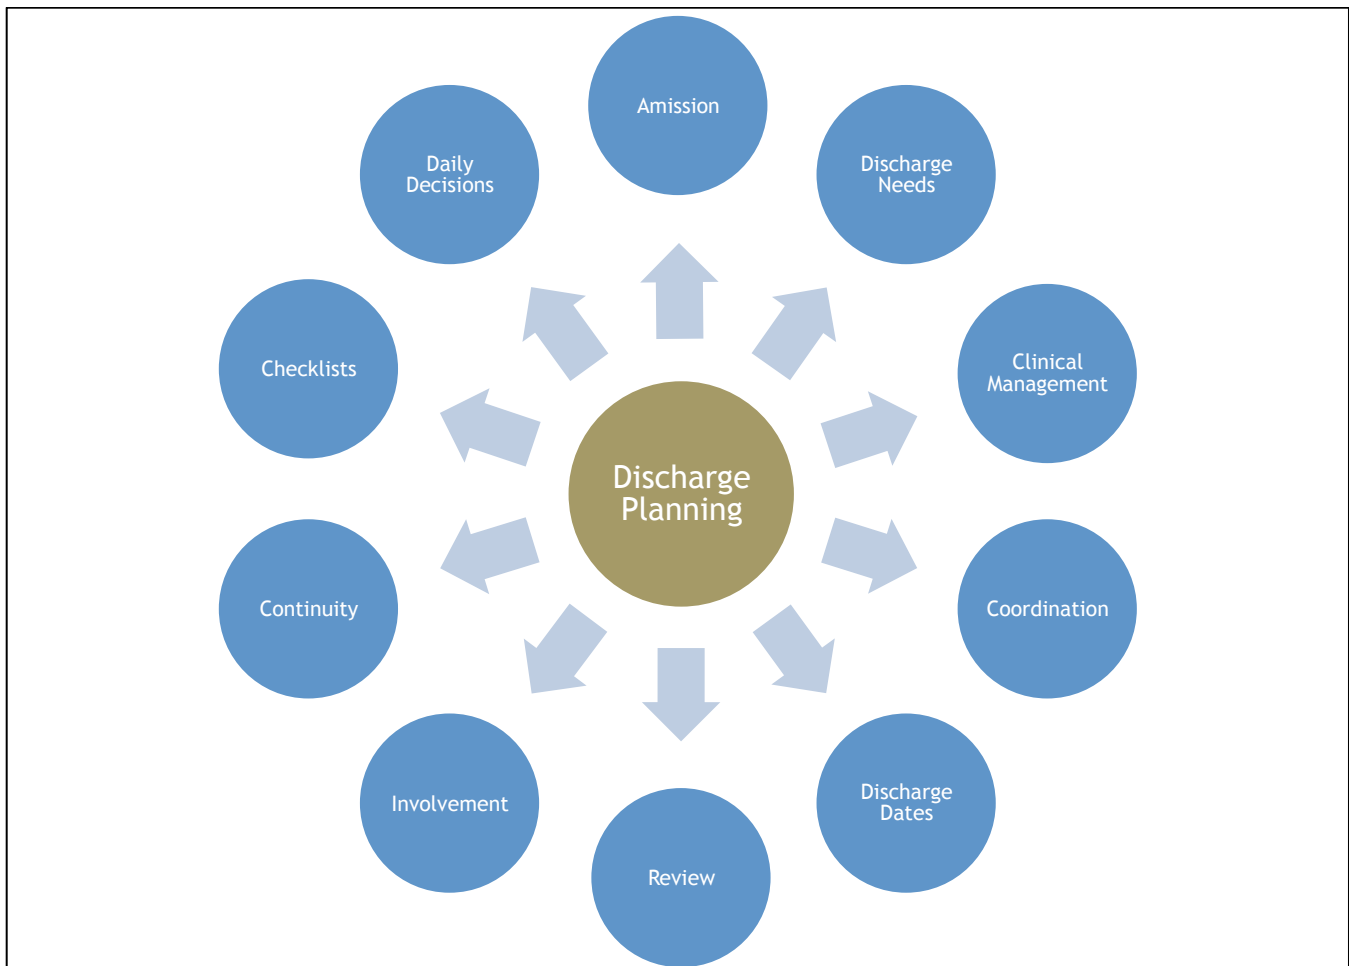 Amission
Discharge
Needs
Clinical
Management
Coordination
Discharge
Dates
Review
Involvement
Continuity
Checklists
Daily
Decisions
Discharge
Planning